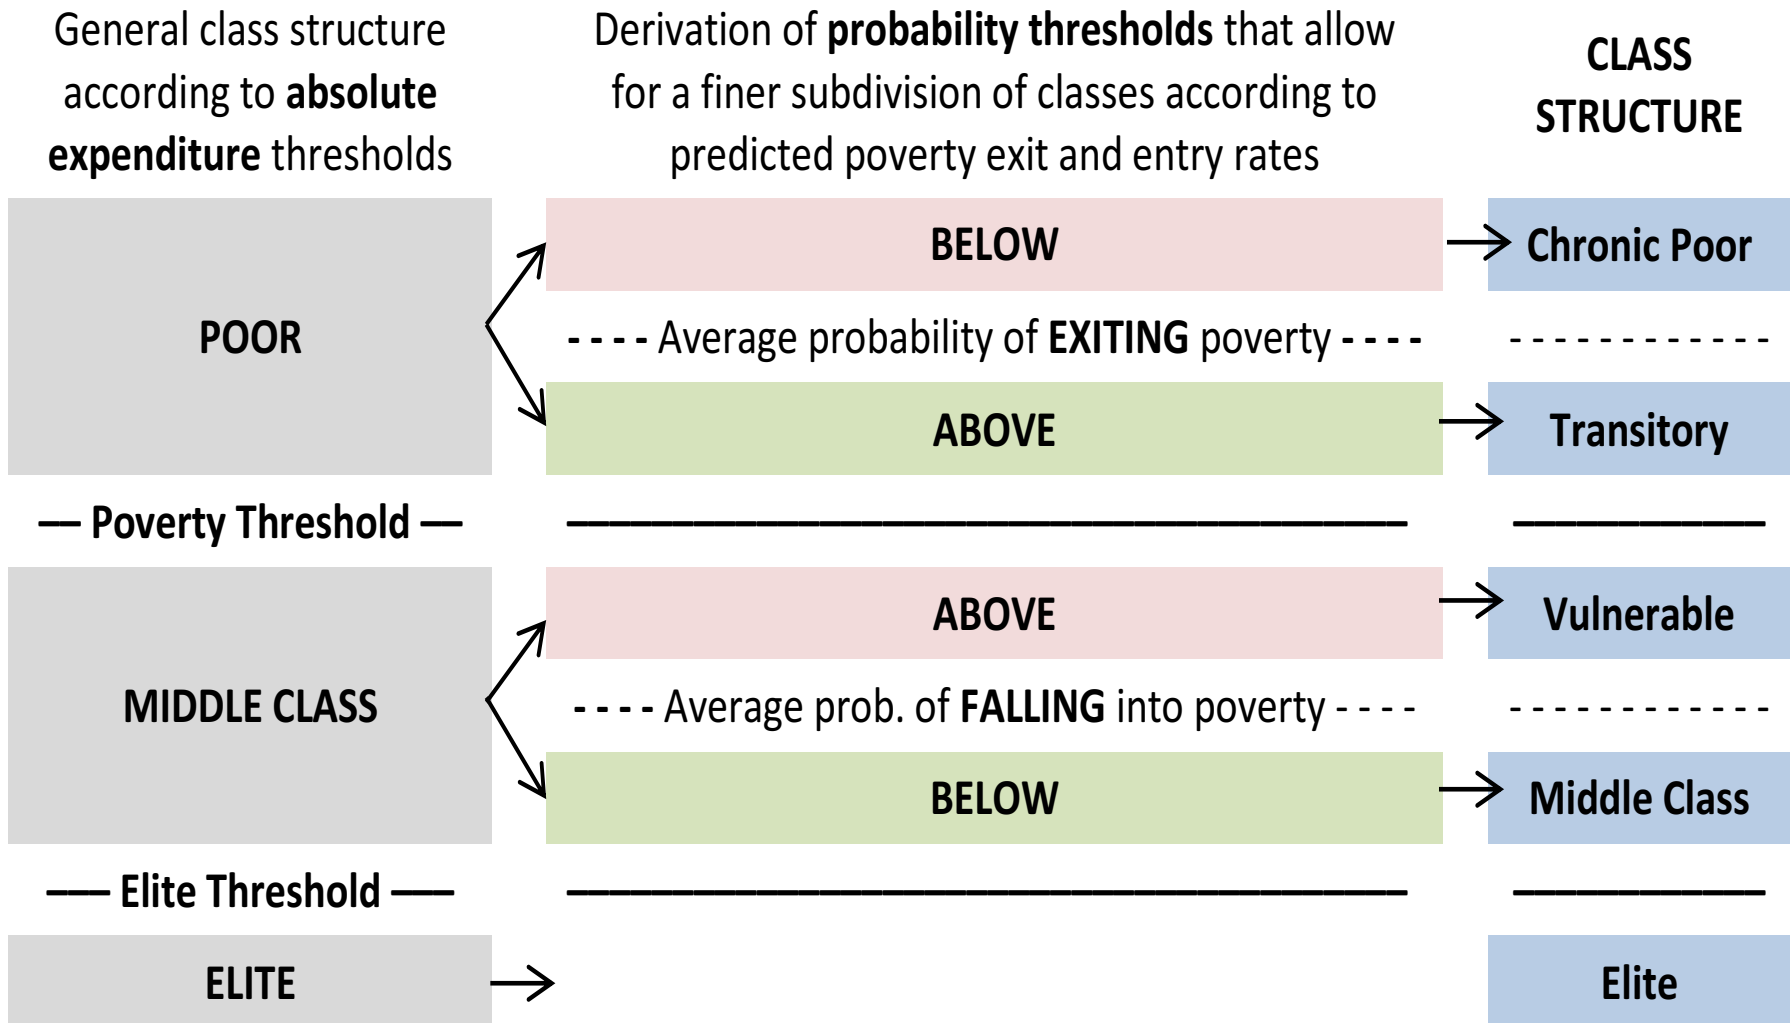 General class structure
according to absolute
expenditure thresholds
Derivation of probability thresholds that allow
for a finer subdivision of classes according to
predicted poverty exit and entry rates
CLASS
STRUCTURE
POOR
BELOW
Chronic Poor
- - - - Average probability of EXITING poverty - - - -
ABOVE
Transitory
— Poverty Threshold —
MIDDLE CLASS
ABOVE
Vulnerable
- - - - Average prob. of FALLING into poverty - - - -
BELOW
Middle Class
—– Elite Threshold —–
ELITE
Elite